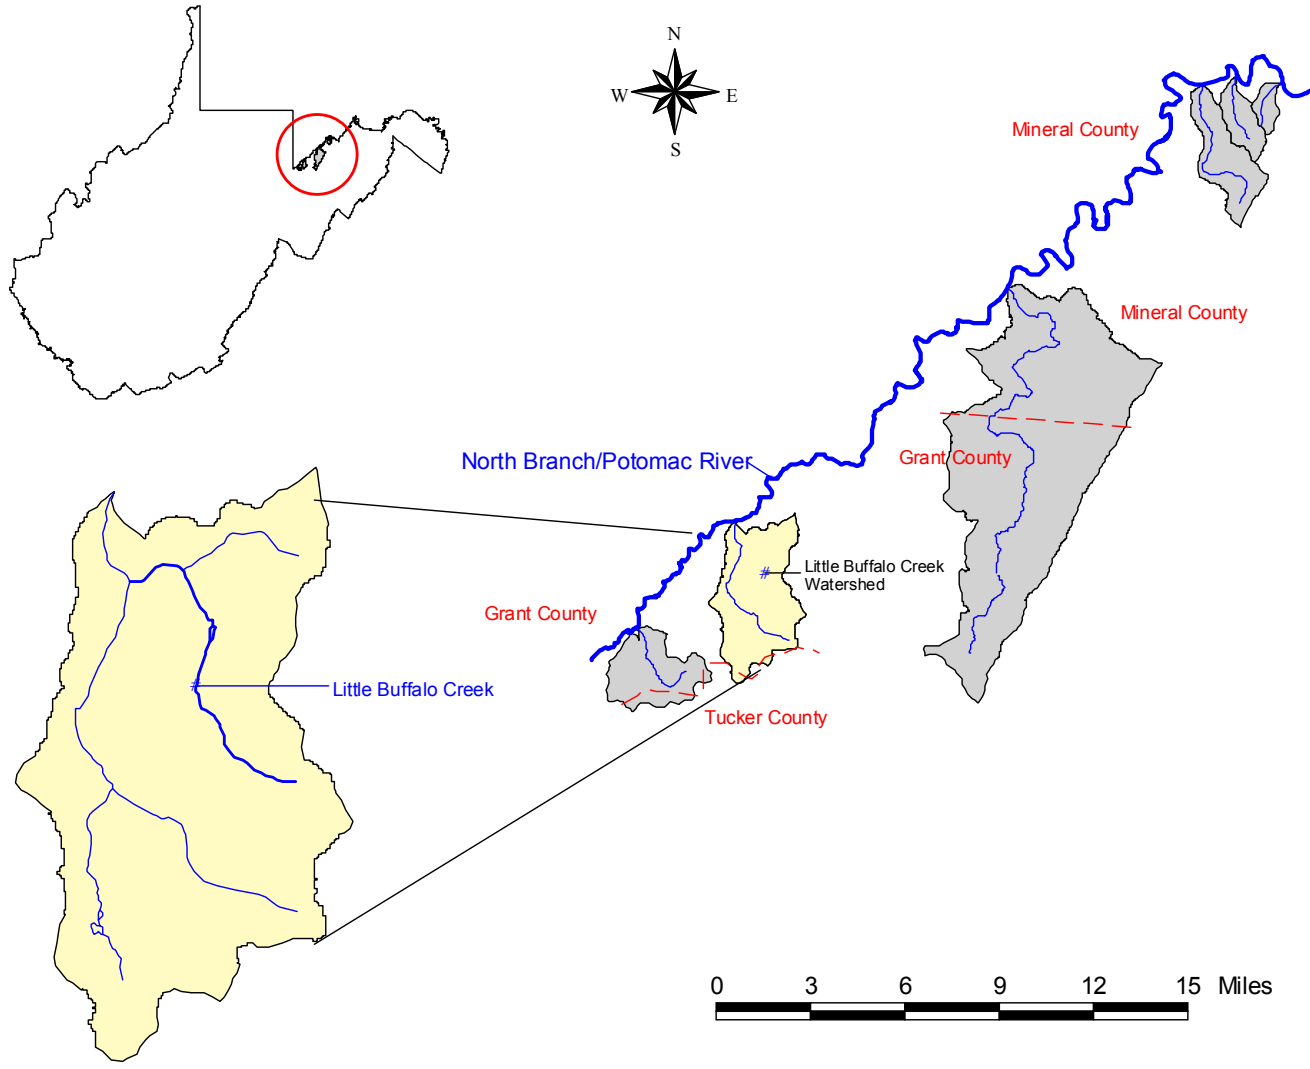 N
W
E
S
Mineral County
Mineral County
North Branch/Potomac River
Grant County
Little Buffalo Creek
Watershed
Grant County
Little Buffalo Creek
Tucker County
0 3 6 9 12 15 Miles